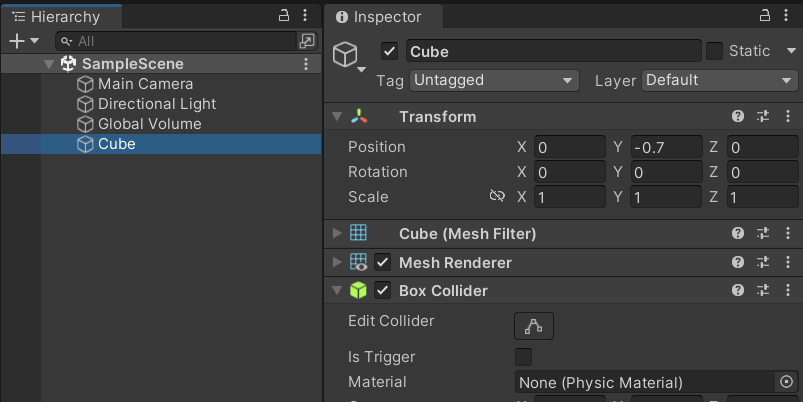 Hierarchy
All
SampleScene
Main Camera
Directional Light
Global Volume
Cube
Inspector
Cube Static
Tag Untagged Layer Default
Transform
Position X 0 Y -0.7 Z 0
Rotation X 0 Y 0 Z 0
Scale X 1 Y 1 Z 1
Cube (Mesh Filter)
Mesh Renderer
Box Collider
Edit Collider
Is Trigger
Material None (Physic Material)